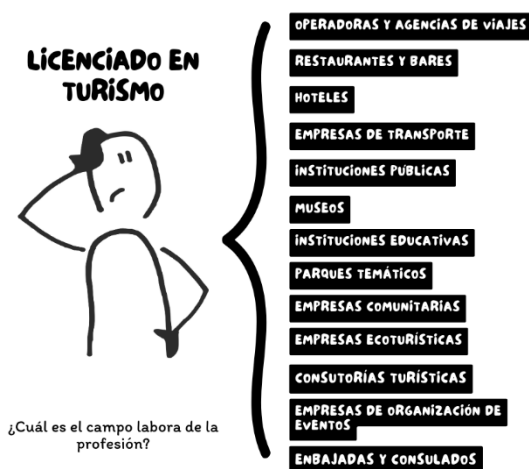 LICENCIADO EN
TURISMO
¿Cuál es el campo labora de la
profesión?
OPERADORAS Y AGENCIAS DE VIAJES
RESTAURANTES Y BARES
HOTELES
EMPRESAS DE TRANSPORTE
INSTITUCIONES PÚBLICAS
MUSEOS
INSTITUCIONES EDUCATIVAS
PARQUES TEMÁTICOS
EMPRESAS COMUNITARIAS
EMPRESAS ECOTURÍSTICAS
CONSUTORÍAS TURÍSTICAS
EMPRESAS DE ORGANIZACIÓN DE
EVENTOS
ENBAJADAS Y CONSULADOS